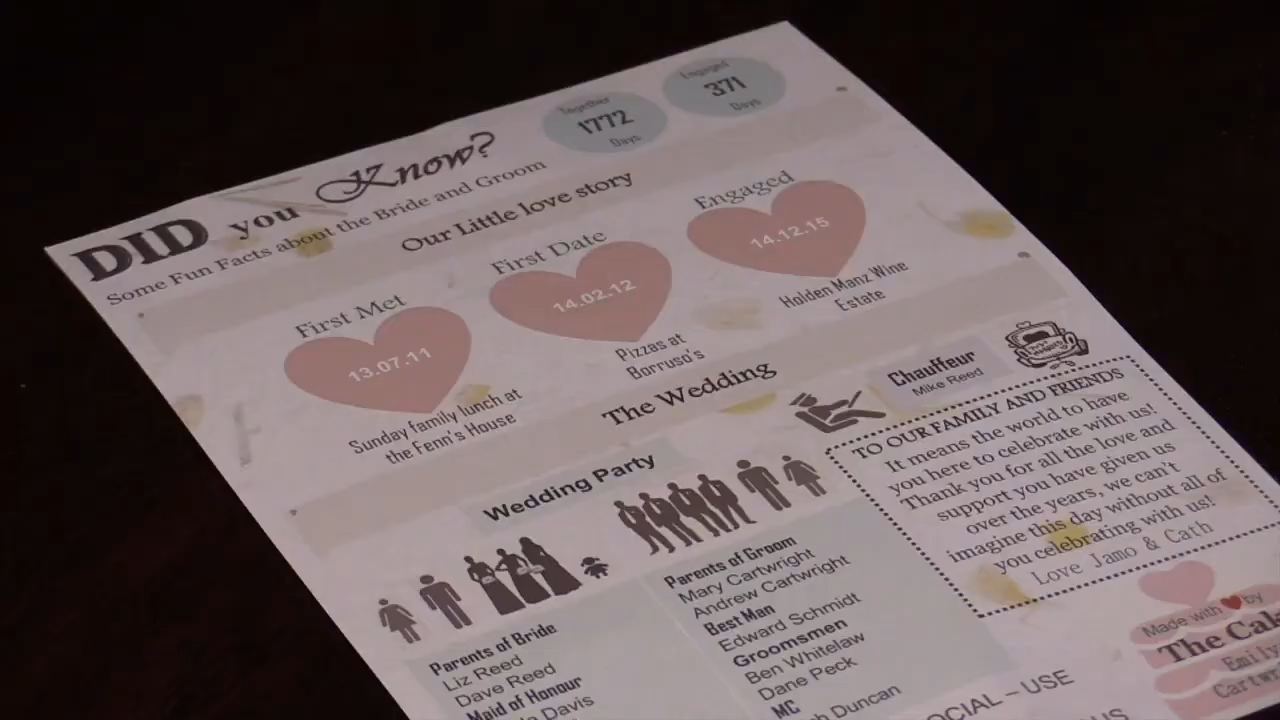 DID you Know?
Some Fun Facts about the Bride and Groom
Together
1772
Days
Engaged
371
Days
Our Little love story
First Met
13.07.11
Sunday family lunch at
the Fenn's House
First Date
14.02.12
Pizzas at
Barruso's
Engaged
14.12.15
Holden Manz Wine
Estate
The Wedding
Chauffeur
Mike Reed
Wedding Party
Parents of Bride
Liz Reed
Dave Reed
Maid of Honour
Davis
Parents of Groom
Mary Cartwright
Andrew Cartwright
Best Man
Edward Schmidt
Groomsmen
Ben Whitelaw
Dane Peck
MC
Duncan
TO OUR FAMILY AND FRIENDS
It means the world to have
you here to celebrate with us!
Thank you for all the love and
support you have given us
over the years, we can't
imagine this day without all of
you celebrating with us!
Love Jamo & Cath
Made with by
The Cak
Emily
Cartw
OCIAL – USE